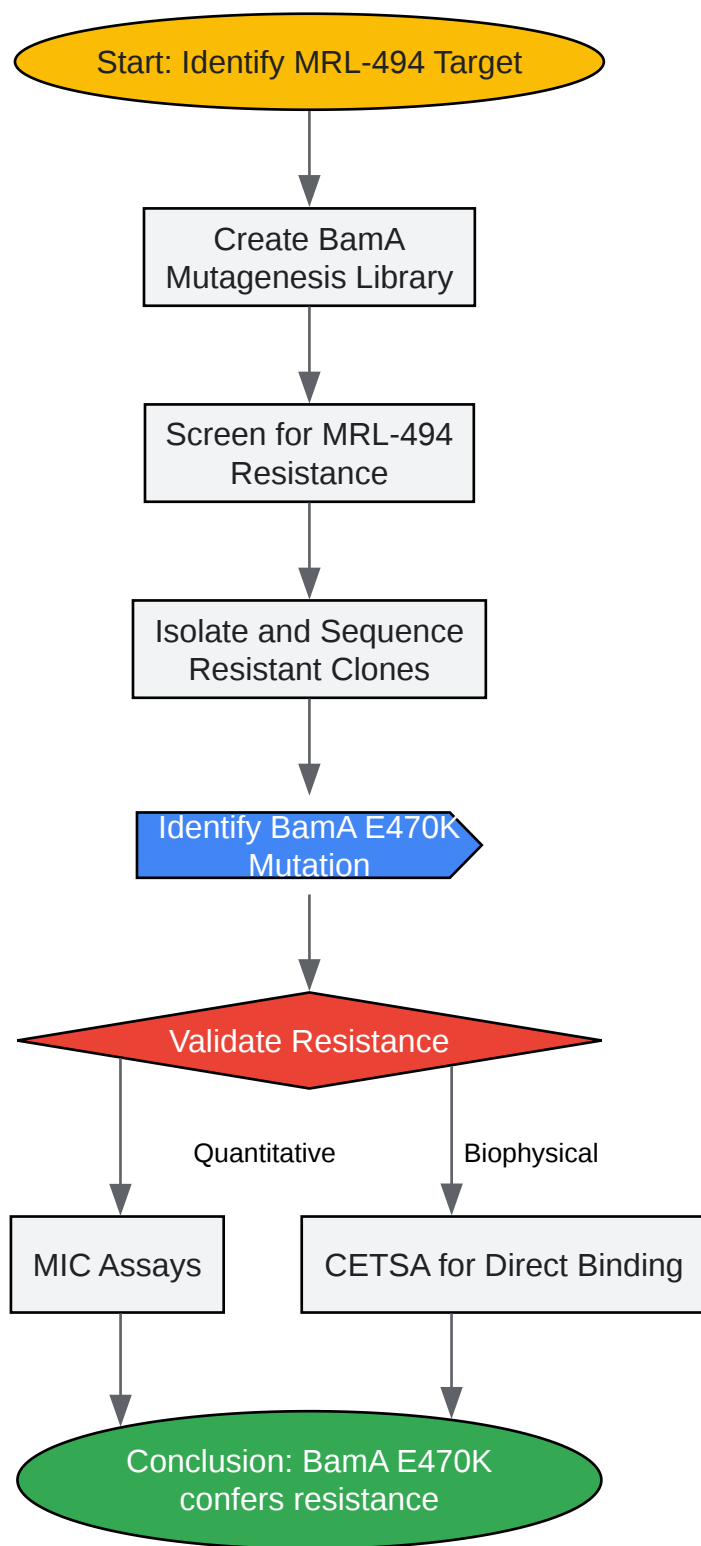 Start: Identify MRL-494 Target
Create BamA
Mutagenesis Library
Screen for MRL-494
Resistance
Isolate and Sequence
Resistant Clones
Identify BamA E470K
Mutation
Validate Resistance
Quantitative
Biophysical
MIC Assays
CETSA for Direct Binding
Conclusion: BamA E470K
confers resistance